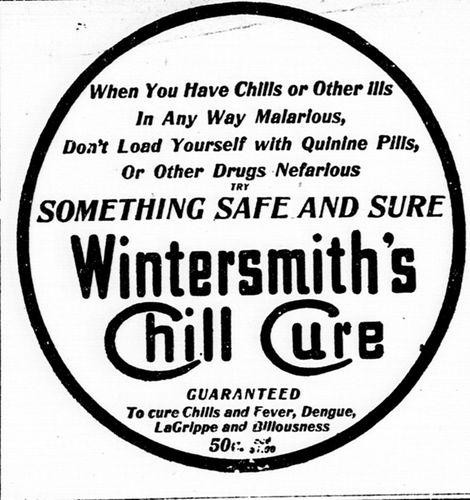 When You Have Chills or Other Ills
In Any Way Malarious,
Don't Load Yourself with Quinine Pills,
Or Other Drugs Nefarious
TRY
SOMETHING SAFE AND SURE
Wintersmith's
Chill Cure
GUARANTEED
To cure Chills and Fever, Dengue,
LaGrippe and Billousness
50c. $1.00